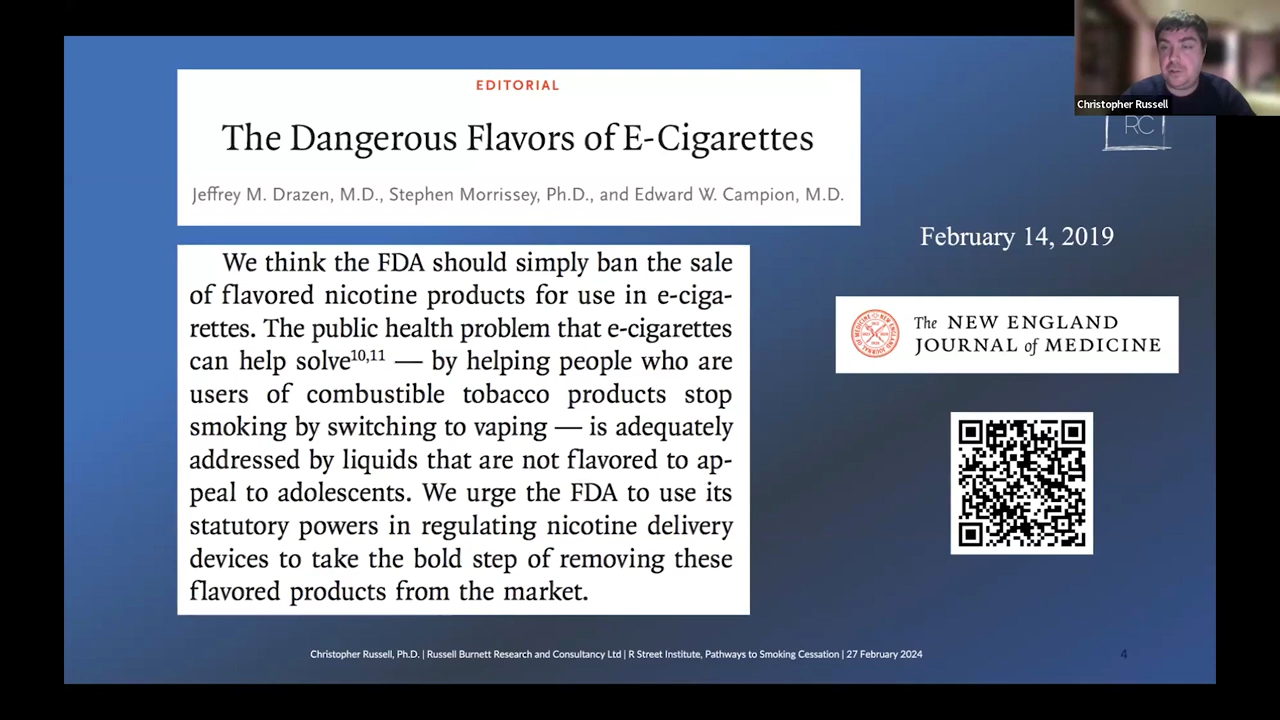 Christopher Russell
RC
EDITORIAL
The Dangerous Flavors of E-Cigarettes
Jeffrey M. Drazen, M.D., Stephen Morrissey, Ph.D., and Edward W. Campion, M.D.
We think the FDA should simply ban the sale
of flavored nicotine products for use in e-ciga-
rettes. The public health problem that e-cigarettes
can help solve10,11 — by helping people who are
users of combustible tobacco products stop
smoking by switching to vaping — is adequately
addressed by liquids that are not flavored to ap-
peal to adolescents. We urge the FDA to use its
statutory powers in regulating nicotine delivery
devices to take the bold step of removing these
flavored products from the market.
February 14, 2019
The NEW ENGLAND
JOURNAL of MEDICINE
Christopher Russell, Ph.D. | Russell Burnett Research and Consultancy Ltd | R Street Institute, Pathways to Smoking Cessation | 27 February 2024
4